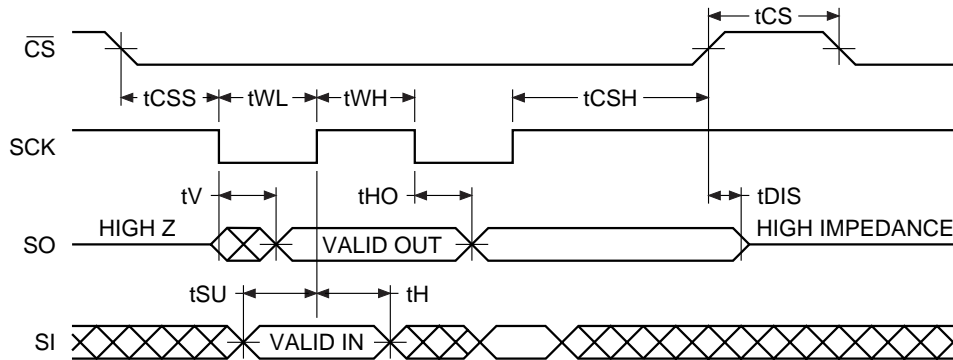 tCS
C̅S̅
tCSS tWL tWH tCSH
SCK
tV tHO tDIS
HIGH Z VALID OUT HIGH IMPEDANCE
SO
tSU tH
SI VALID IN